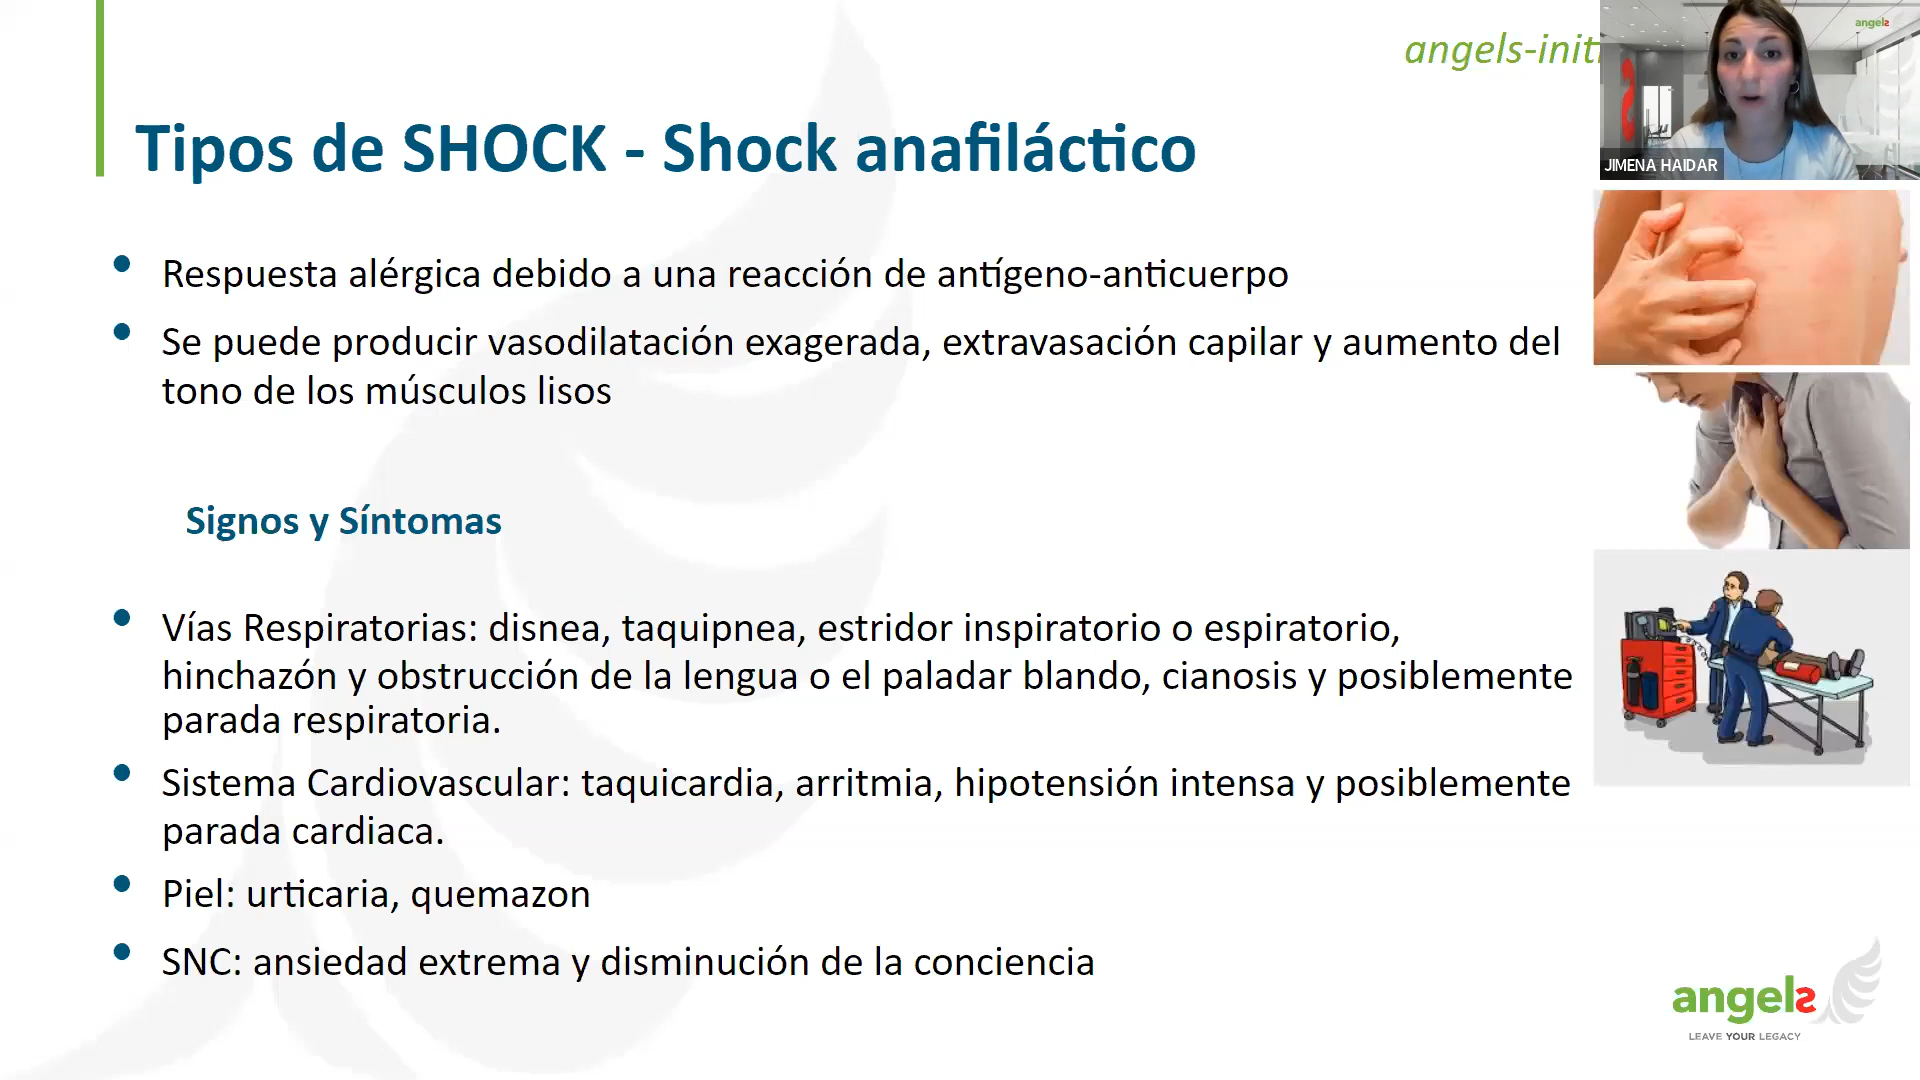 angels-initi
angels
JIMENA HAIDAR
Tipos de SHOCK - Shock anafiláctico
Respuesta alérgica debido a una reacción de antígeno-anticuerpo
Se puede producir vasodilatación exagerada, extravasación capilar y aumento del
tono de los músculos lisos
Signos y Síntomas
Vías Respiratorias: disnea, taquipnea, estridor inspiratorio o espiratorio,
hinchazón y obstrucción de la lengua o el paladar blando, cianosis y posiblemente
parada respiratoria.
Sistema Cardiovascular: taquicardia, arritmia, hipotensión intensa y posiblemente
parada cardiaca.
Piel: urticaria, quemazon
SNC: ansiedad extrema y disminución de la conciencia
angels
LEAVE YOUR LEGACY